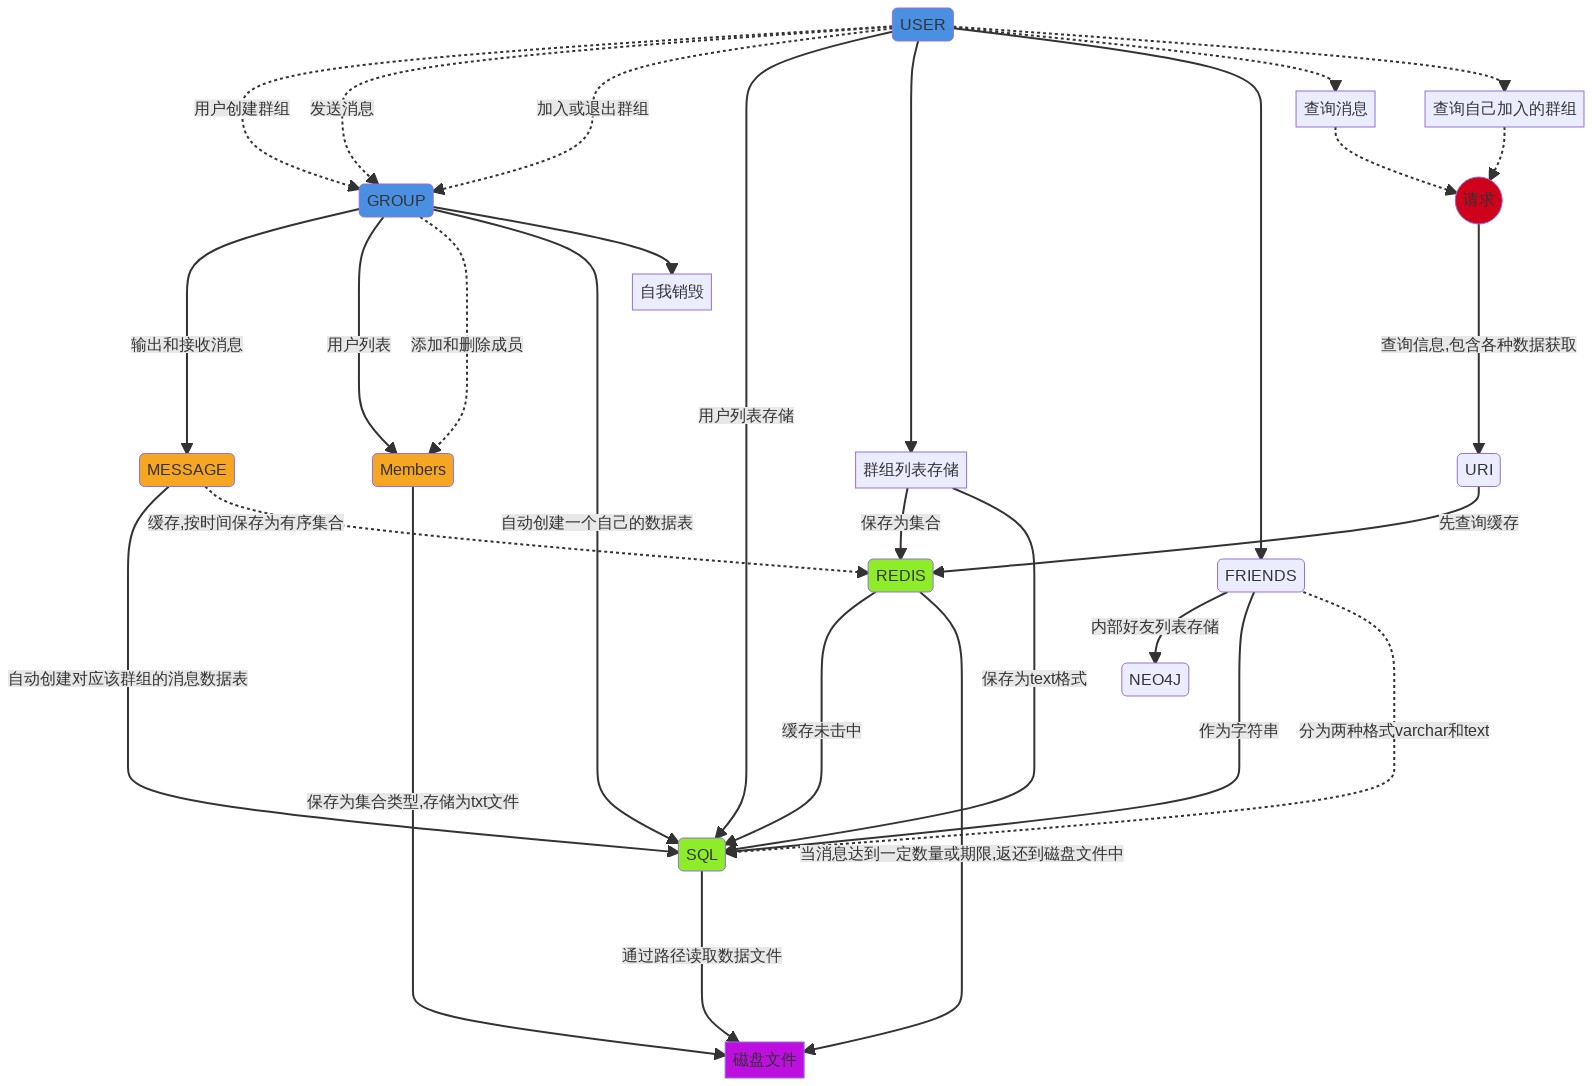 USER
用户创建群组
发送消息
加入或退出群组
查询消息
查询自己加入的群组
GROUP
请求
自我销毁
输出和接收消息
用户列表
添加和删除成员
查询信息,包含各种数据获取
用户列表存储
MESSAGE
Members
群组列表存储
URI
缓存,按时间保存为有序集合
自动创建一个自己的数据表
保存为集合
先查询缓存
REDIS
FRIENDS
内部好友列表存储
自动创建对应该群组的消息数据表
保存为text格式
NEO4J
缓存未击中
作为字符串
分为两种格式varchar和text
保存为集合类型,存储为txt文件
SQL
当消息达到一定数量或期限,返还到磁盘文件中
通过路径读取数据文件
磁盘文件